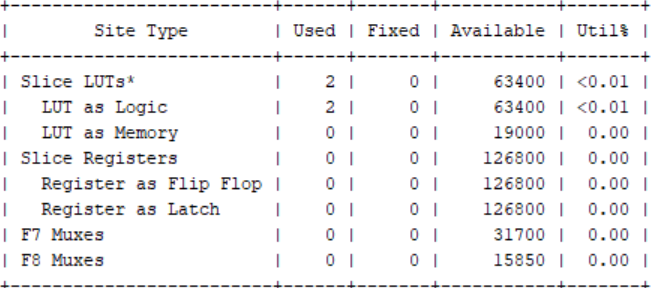 +----------------------------+------+-------+-----------+-------+
|          Site Type         | Used | Fixed | Available | Util% |
+----------------------------+------+-------+-----------+-------+
| Slice LUTs*                |    2 |     0 |     63400 | <0.01 |
|   LUT as Logic             |    2 |     0 |     63400 | <0.01 |
|   LUT as Memory            |    0 |     0 |     19000 |  0.00 |
| Slice Registers            |    0 |     0 |    126800 |  0.00 |
|   Register as Flip Flop    |    0 |     0 |    126800 |  0.00 |
|   Register as Latch        |    0 |     0 |    126800 |  0.00 |
| F7 Muxes                   |    0 |     0 |     31700 |  0.00 |
| F8 Muxes                   |    0 |     0 |     15850 |  0.00 |
+----------------------------+------+-------+-----------+-------+